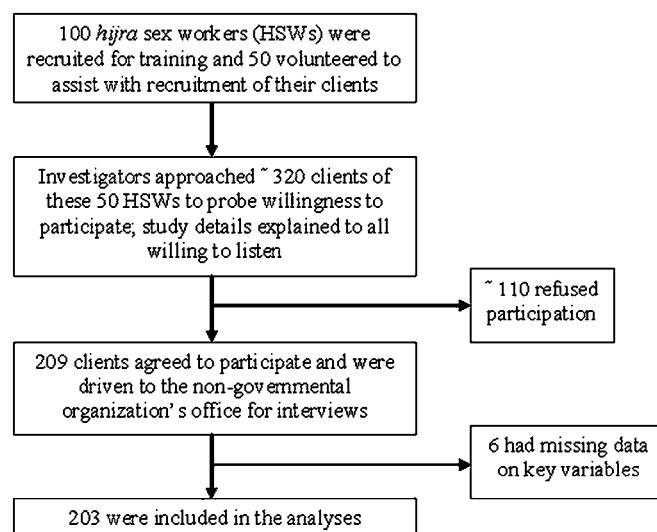 100 hijra sex workers (HSWs) were
recruited for training and 50 volunteered to
assist with recruitment of their clients
Investigators approached ~ 320 clients of
these 50 HSWs to probe willingness to
participate; study details explained to all
willing to listen
~ 110 refused
participation
209 clients agreed to participate and were
driven to the non-governmental
organization's office for interviews
6 had missing data
on key variables
203 were included in the analyses